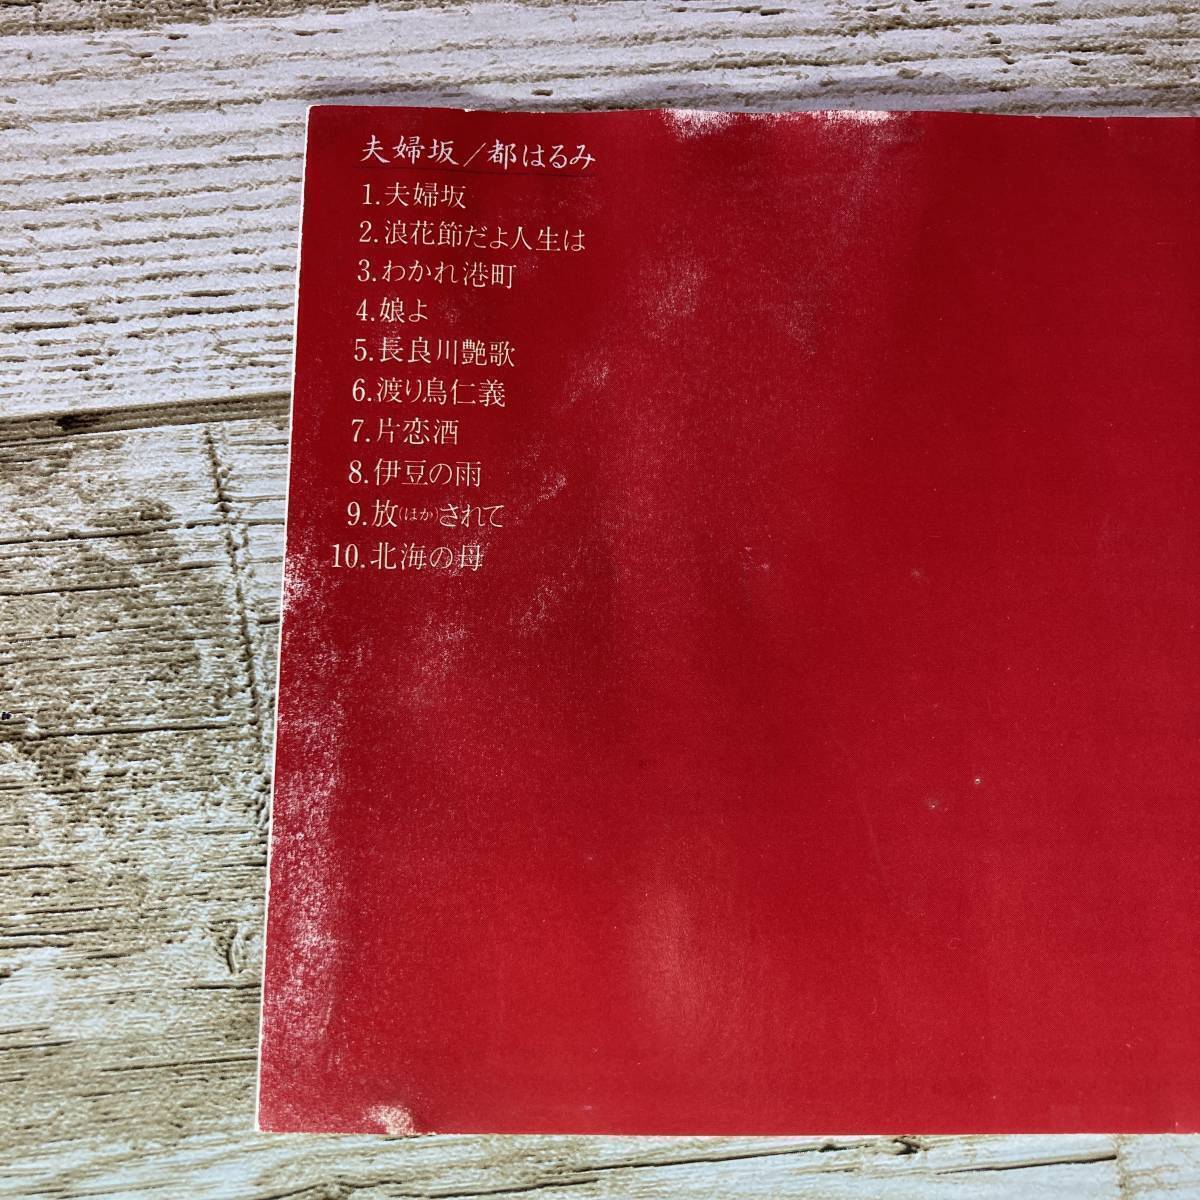 夫婦坂/都はるみ
1.夫婦坂
2.浪花節だよ人生は
3.わかれ港町
4.娘よ
5.長良川艶歌
6.渡り鳥仁義
7.片恋酒
8.伊豆の雨
9.放(ほか)されて
10.北海の母